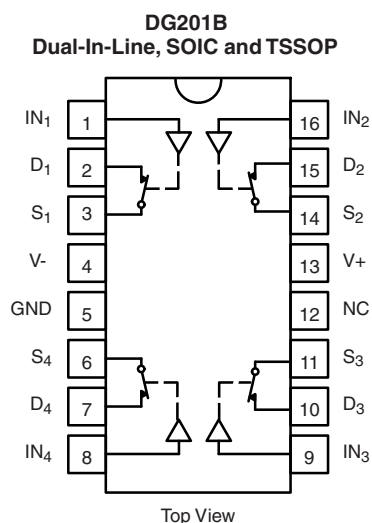 DG201B
Dual-In-Line, SOIC and TSSOP
IN1 1 16 IN2
D1 2 15 D2
S1 3 14 S2
V- 4 13 V+
GND 5 12 NC
S4 6 11 S3
D4 7 10 D3
IN4 8 9 IN3
Top View